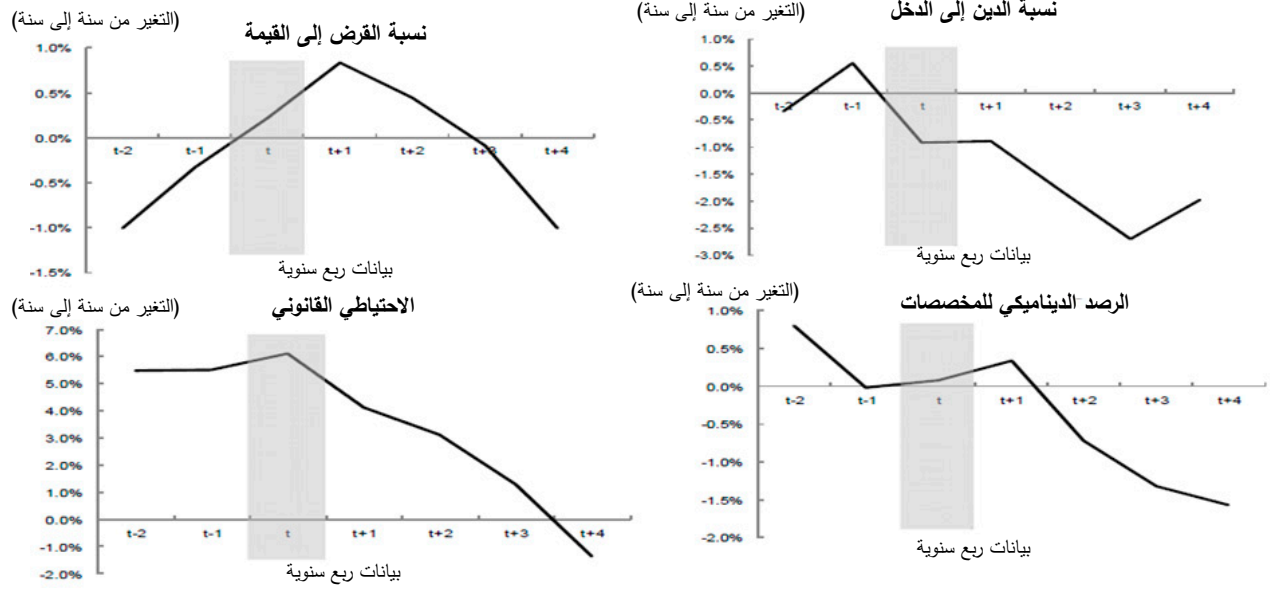 (التغير من سنة إلى سنة)
نسبة القرض إلى القيمة
1.0%
0.5%
0.0%
-0.5%
-1.0%
-1.5%
t-2 t-1 t t+1 t+2 t+3 t+4
بيانات ربع سنوية
(التغير من سنة إلى سنة)
نسبة الدين إلى الدخل
1.0%
0.5%
0.0%
-0.5%
-1.0%
-1.5%
-2.0%
-2.5%
-3.0%
t-2 t-1 t t+1 t+2 t+3 t+4
بيانات ربع سنوية
(التغير من سنة إلى سنة)
الاحتياطي القانوني
7.0%
6.0%
5.0%
4.0%
3.0%
2.0%
1.0%
0.0%
-1.0%
-2.0%
t-2 t-1 t t+1 t+2 t+3 t+4
بيانات ربع سنوية
(التغير من سنة إلى سنة)
الرصد الديناميكي للمخصصات
1.0%
0.5%
0.0%
-0.5%
-1.0%
-1.5%
-2.0%
t-2 t-1 t t+1 t+2 t+3 t+4
بيانات ربع سنوية